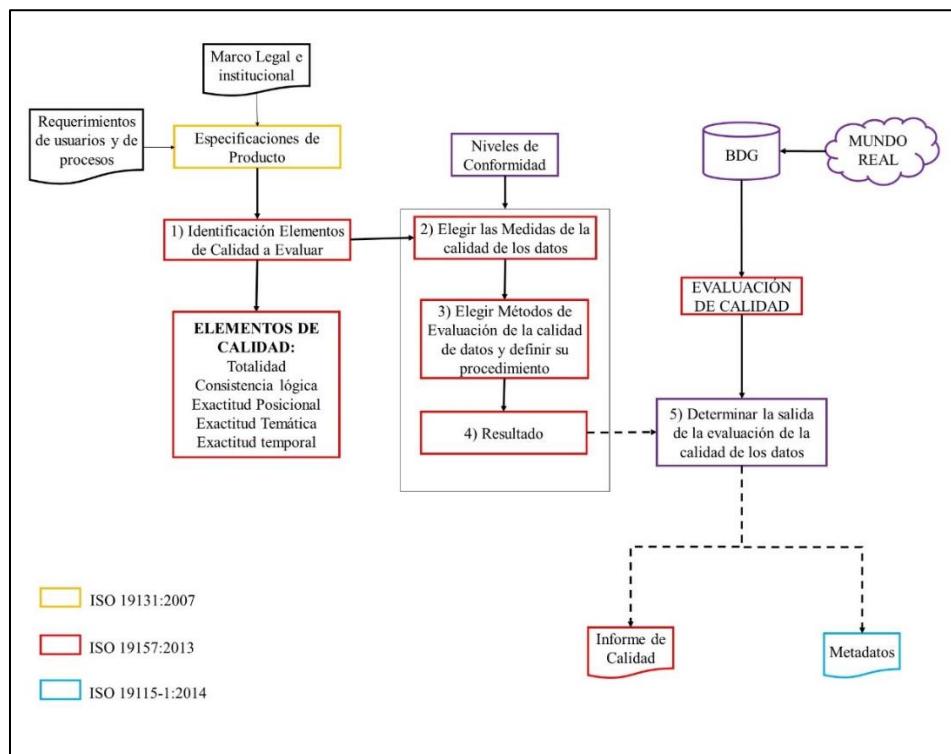 Marco Legal e
institucional
Requerimientos
de usuarios y de
procesos
Especificaciones de
Producto
Niveles de
Conformidad
BDG
MUNDO
REAL
1) Identificación Elementos
de Calidad a Evaluar
2) Elegir las Medidas de la
calidad de los datos
EVALUACIÓN
DE CALIDAD
ELEMENTOS DE
CALIDAD:
Totalidad
Consistencia lógica
Exactitud Posicional
Exactitud Temática
Exactitud temporal
3) Elegir Métodos de
Evaluación de la calidad
de datos y definir su
procedimiento
4) Resultado
5) Determinar la salida
de la evaluación de la
calidad de los datos
Informe de
Calidad
Metadatos
ISO 19131:2007
ISO 19157:2013
ISO 19115-1:2014